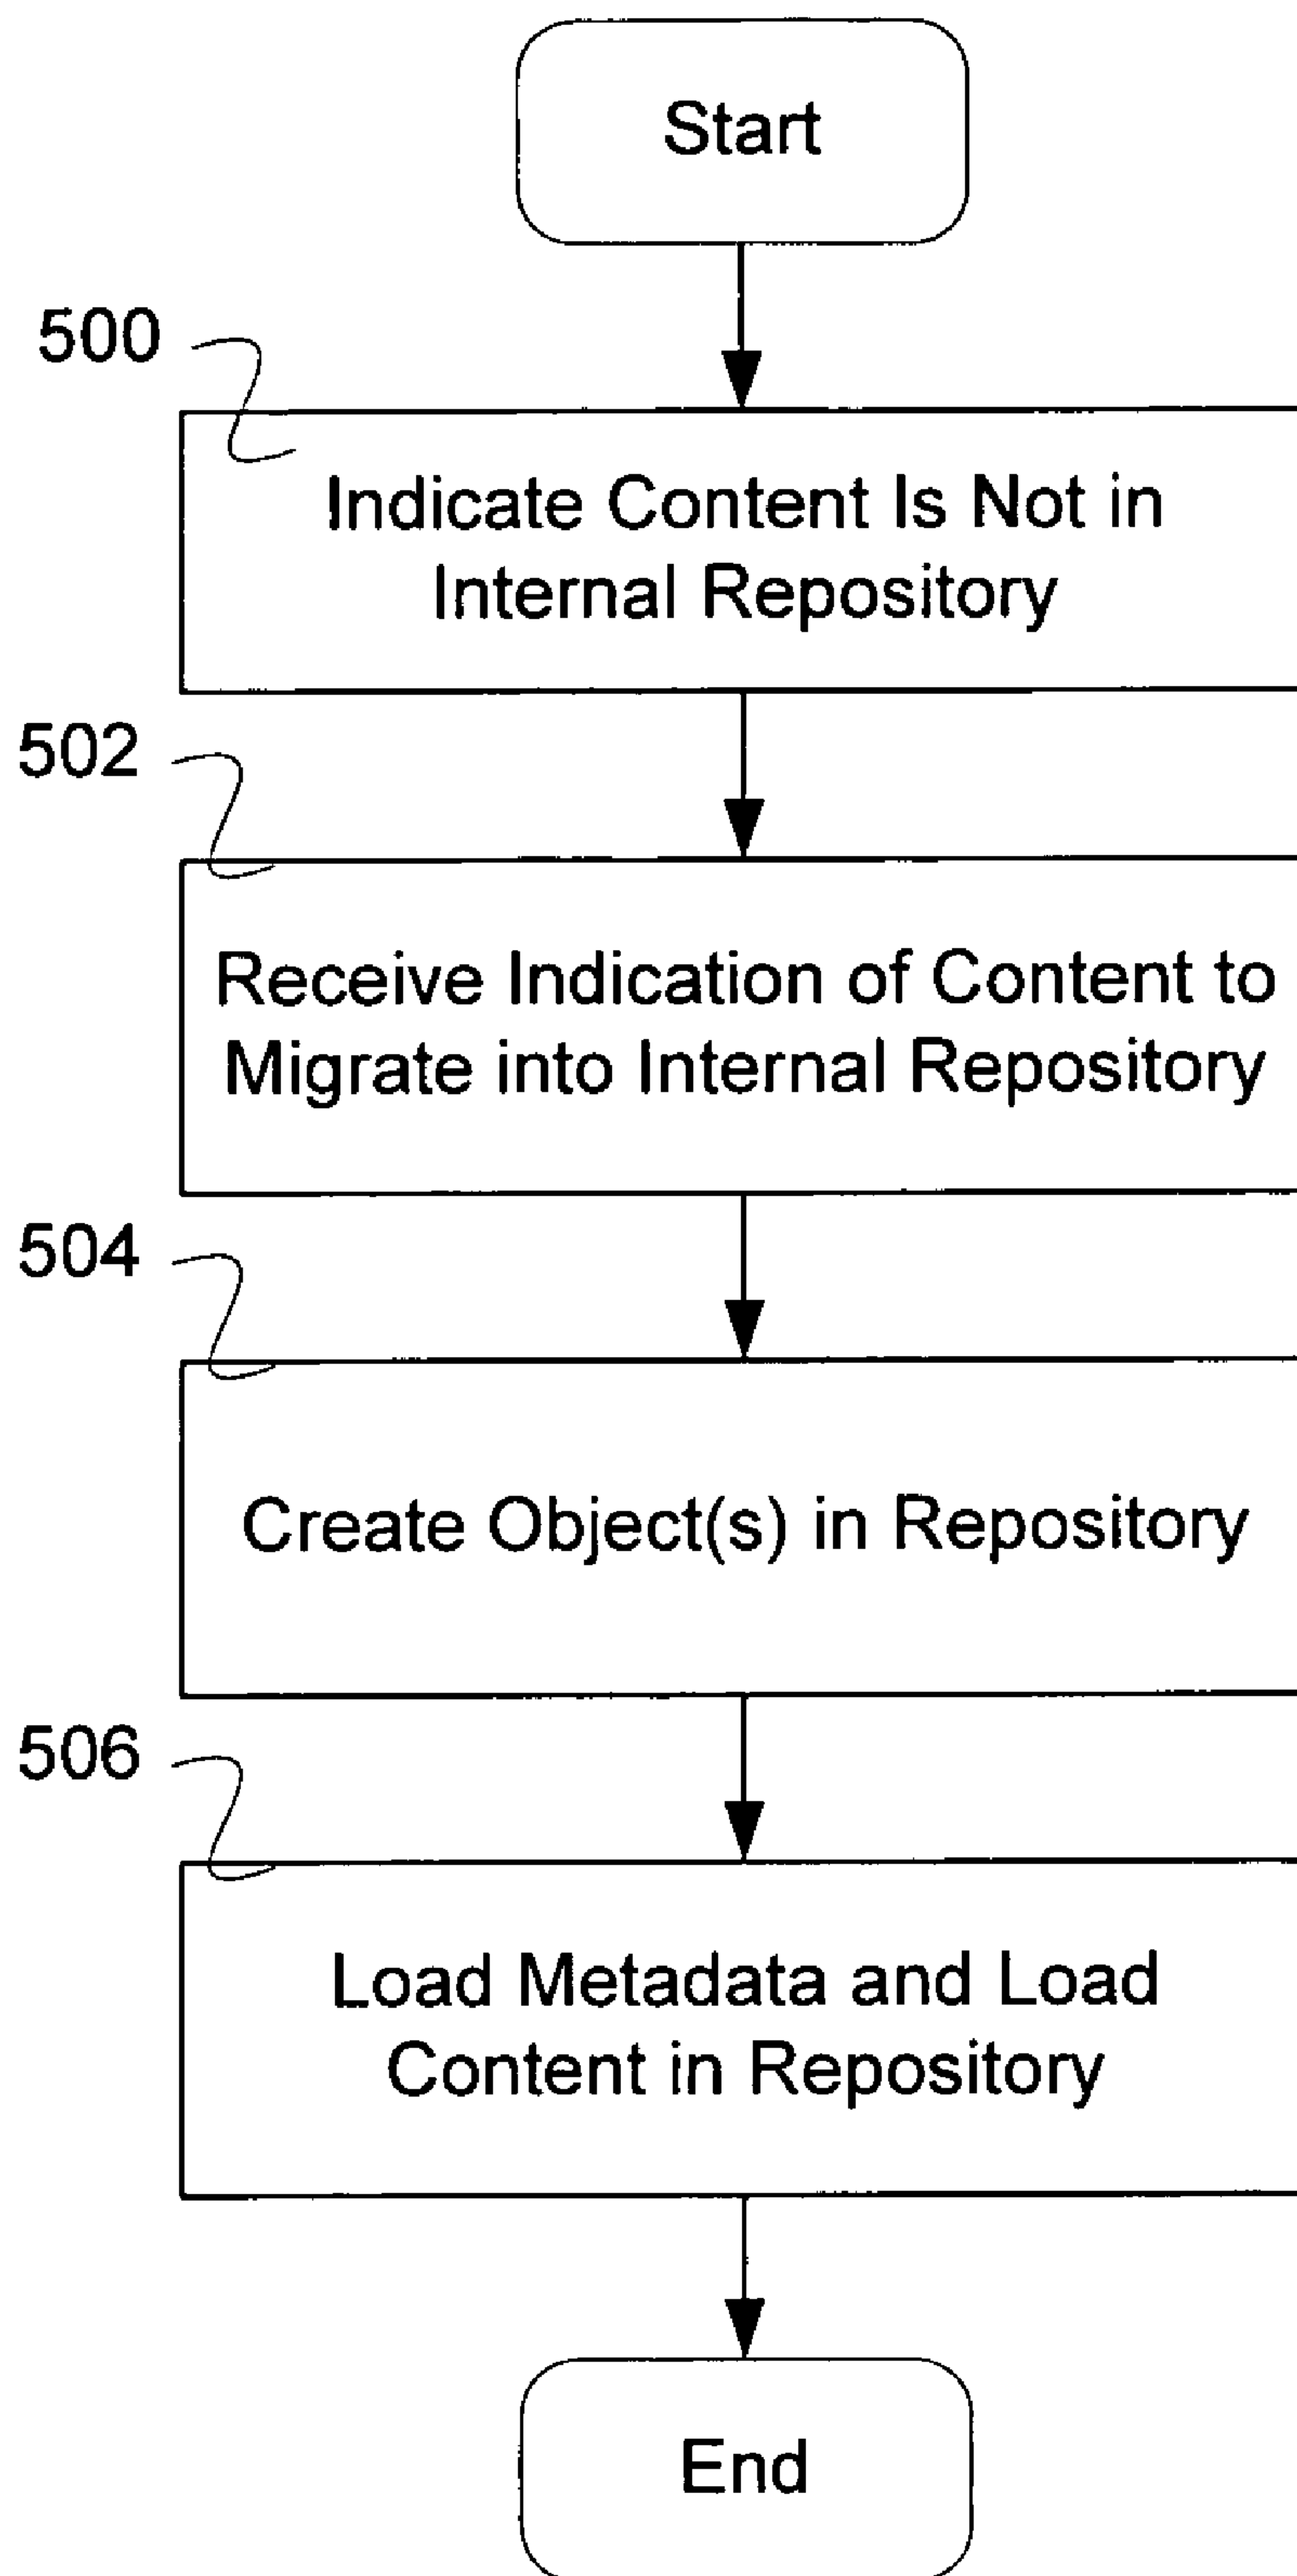 Start
500
Indicate Content Is Not in
Internal Repository
502
Receive Indication of Content to
Migrate into Internal Repository
504
Create Object(s) in Repository
506
Load Metadata and Load
Content in Repository
End